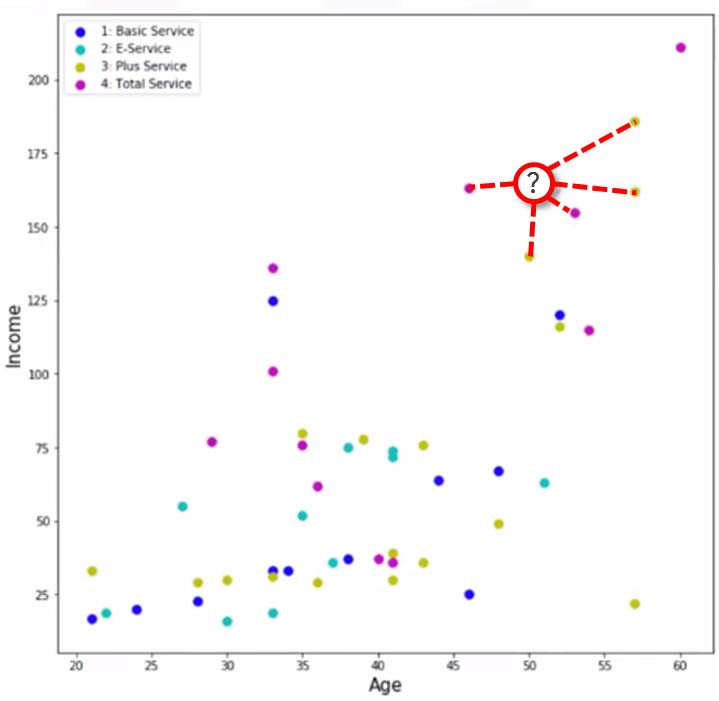 1: Basic Service
2: E-Service
3: Plus Service
4: Total Service
200
175
?
150
125
100
75
50
25
Income
20 25 30 35 40 45 50 55 60
Age